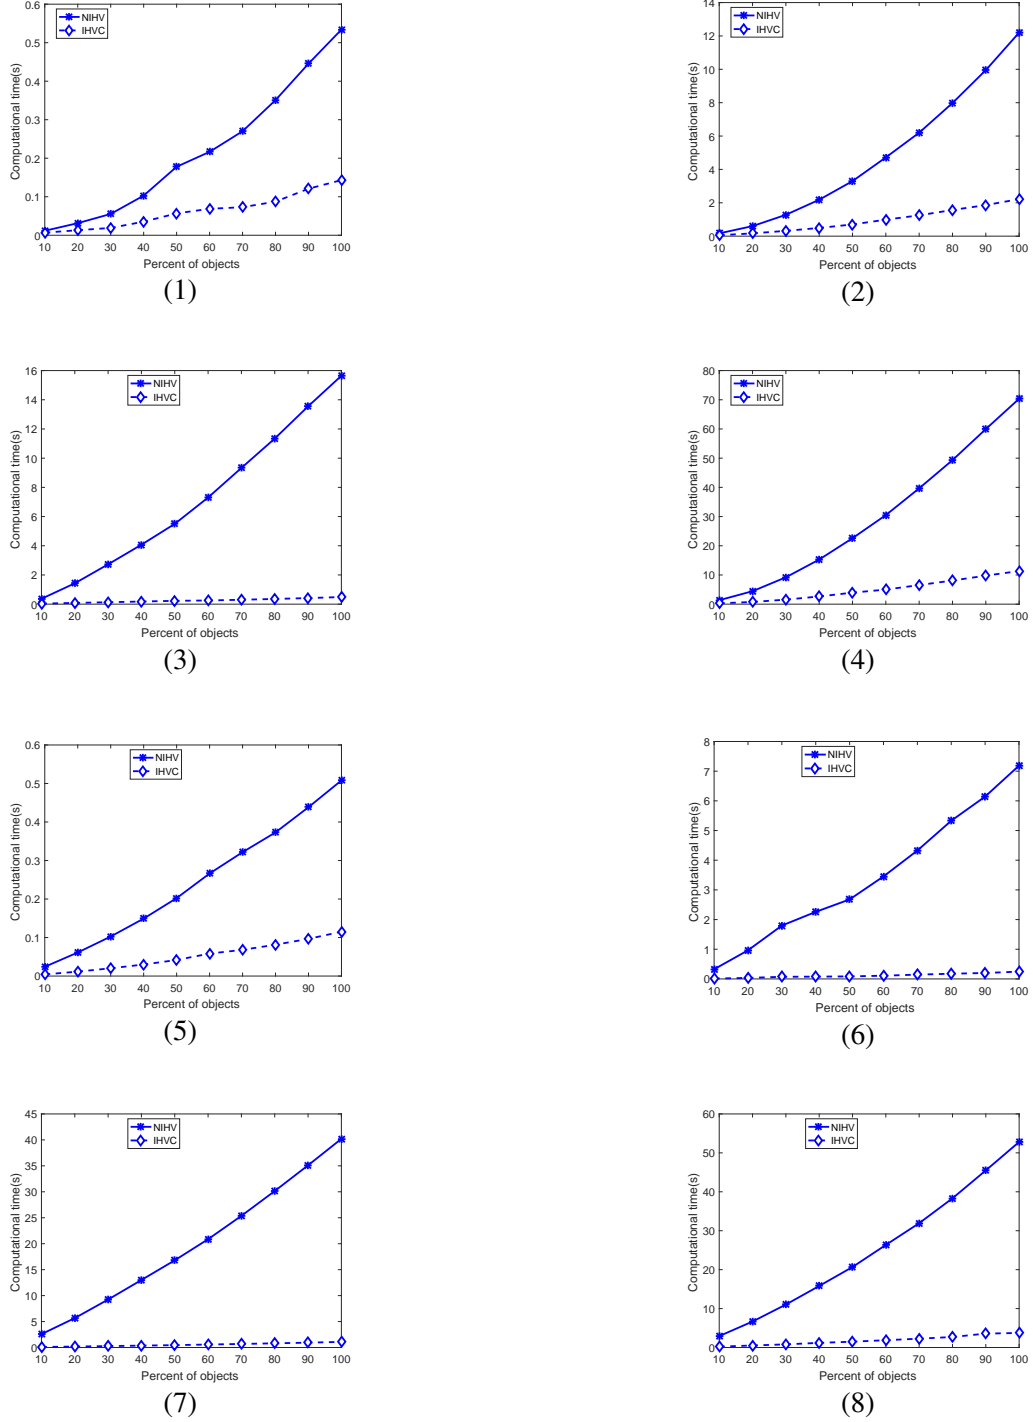 0.6
0.5
0.4
0.3
0.2
0.1
0
Computational time(s)
NIHV
IHVC
10 20 30 40 50 60 70 80 90 100
Percent of objects
(1)
14
12
10
8
6
4
2
0
Computational time(s)
NIHV
IHVC
10 20 30 40 50 60 70 80 90 100
Percent of objects
(2)
16
14
12
10
8
6
4
2
0
Computational time(s)
NIHV
IHVC
10 20 30 40 50 60 70 80 90 100
Percent of objects
(3)
80
70
60
50
40
30
20
10
0
Computational time(s)
NIHV
IHVC
10 20 30 40 50 60 70 80 90 100
Percent of objects
(4)
0.6
0.5
0.4
0.3
0.2
0.1
0
Computational time(s)
NIHV
IHVC
10 20 30 40 50 60 70 80 90 100
Percent of objects
(5)
8
7
6
5
4
3
2
1
0
Computational time(s)
NIHV
IHVC
10 20 30 40 50 60 70 80 90 100
Percent of objects
(6)
45
40
35
30
25
20
15
10
5
0
Computational time(s)
NIHV
IHVC
10 20 30 40 50 60 70 80 90 100
Percent of objects
(7)
60
50
40
30
20
10
0
Computational time(s)
NIHV
IHVC
10 20 30 40 50 60 70 80 90 100
Percent of objects
(8)